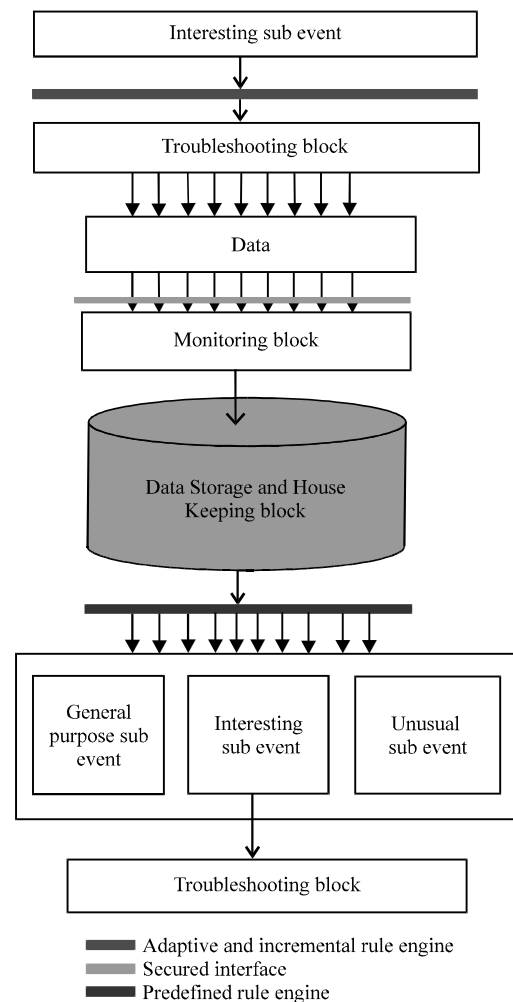 Interesting sub event
Troubleshooting block
Data
Monitoring block
Data Storage and House
Keeping block
General
purpose sub
event
Interesting
sub event
Unusual
sub event
Troubleshooting block
Adaptive and incremental rule engine
Secured interface
Predefined rule engine